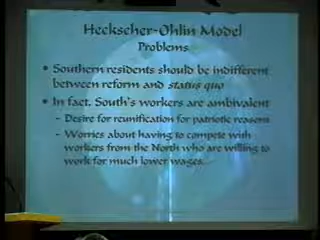 Heckscher-Ohlin Model
Problems
• Southern residents should be indifferent
between reform and status quo
• In fact, South's workers are ambivalent
– Desire for reunification for patriotic reasons
– Worries about having to compete with
workers from the North who are willing to
work for much lower wages...